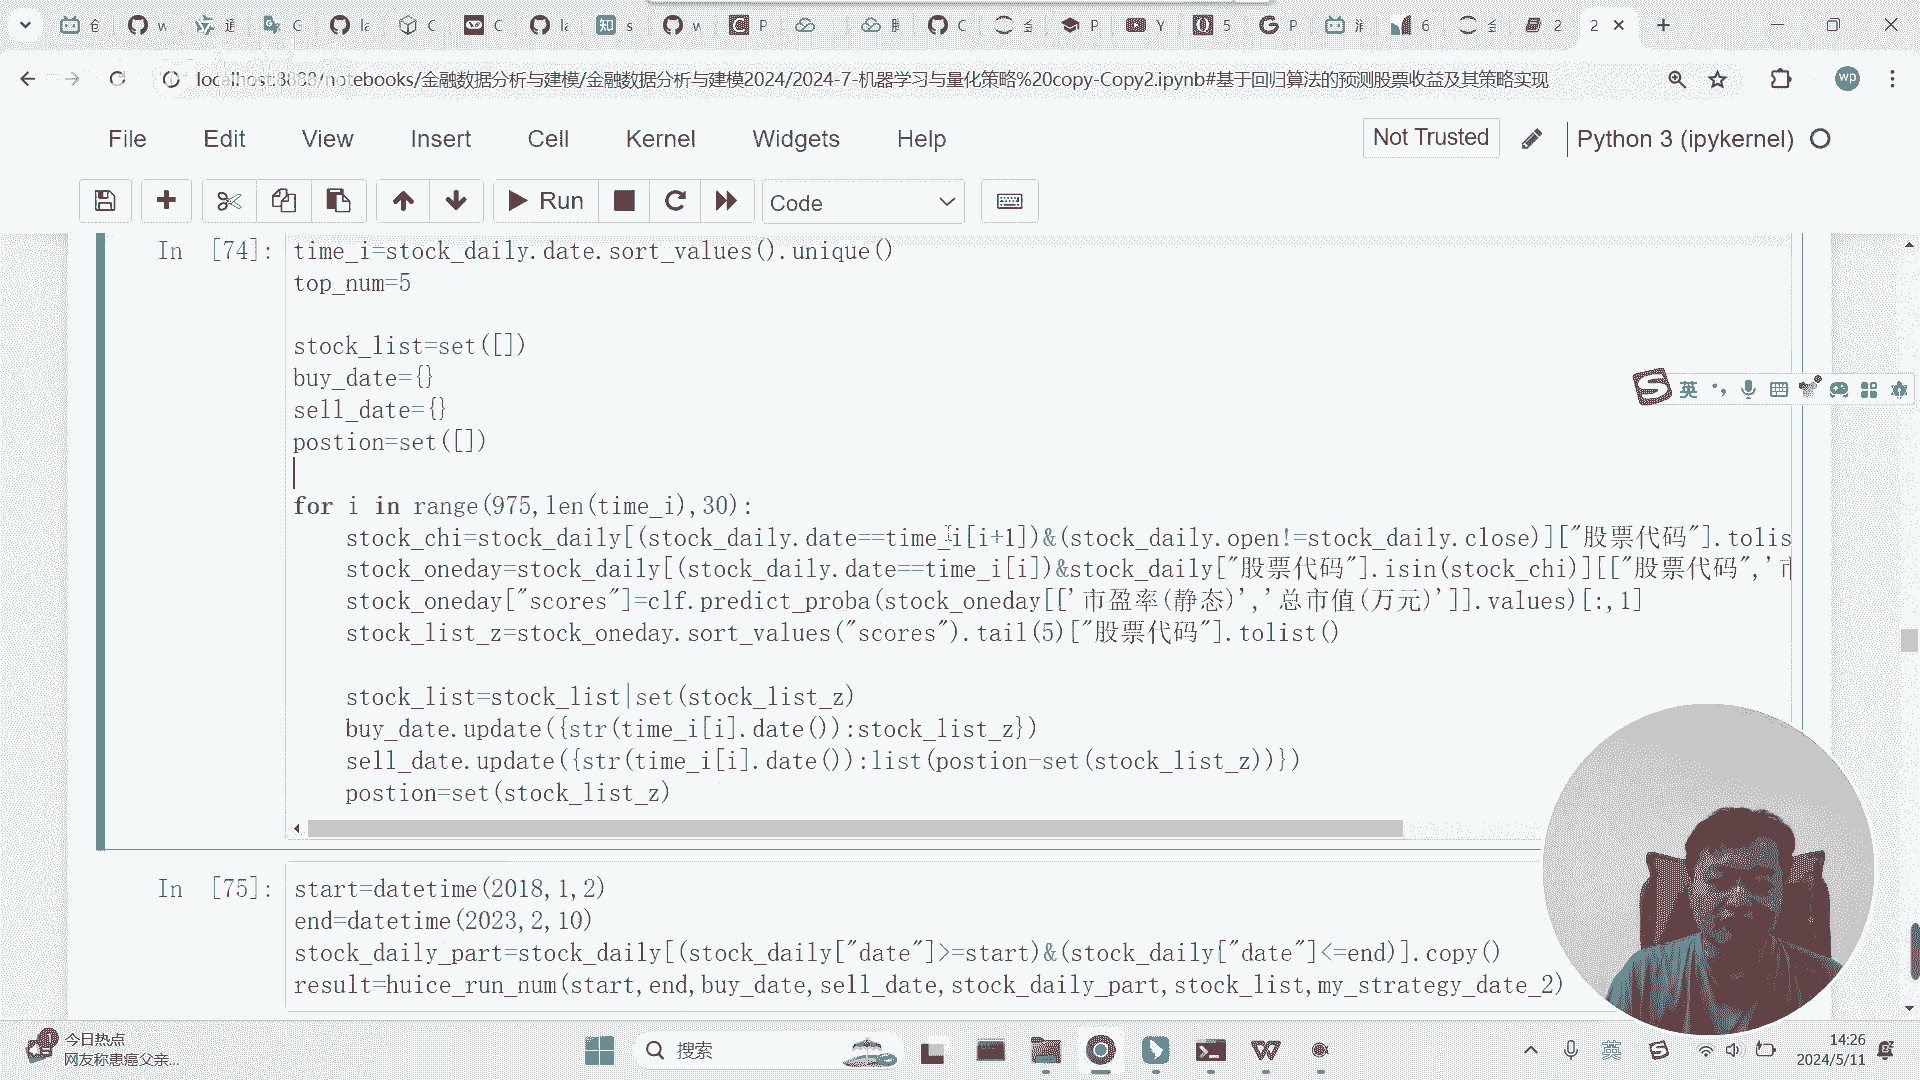 localhost:8888/notebooks/金融数据分析与建模/金融数据分析与建模2024/2024-7-机器学习与量化策略%20copy-Copy2.ipynb#基于回归算法的预测股票收益及其策略实现
wp
File Edit View Insert Cell Kernel Widgets Help
Not Trusted
Python 3 (ipykernel)
Run
Code
In [74]:
time_i=stock_daily.date.sort_values().unique()
top_num=5
stock_list=set([])
buy_date={}
sell_date={}
postion=set([])
for i in range(975,len(time_i),30):
stock_chi=stock_daily[(stock_daily.date==time_i[i+1])&(stock_daily.open!=stock_daily.close)]["股票代码"].tolis
stock_oneday=stock_daily[(stock_daily.date==time_i[i])&stock_daily["股票代码"].isin(stock_chi)][["股票代码",'市
stock_oneday["scores"]=clf.predict_proba(stock_oneday[['市盈率(静态)','总市值(万元)']].values)[:,1]
stock_list_z=stock_oneday.sort_values("scores").tail(5)["股票代码"].tolist()
stock_list=stock_list|set(stock_list_z)
buy_date.update({str(time_i[i].date()):stock_list_z})
sell_date.update({str(time_i[i].date()):list(postion-set(stock_list_z))})
postion=set(stock_list_z)
In [75]:
start=datetime(2018,1,2)
end=datetime(2023,2,10)
stock_daily_part=stock_daily[(stock_daily["date"]>=start)&(stock_daily["date"]<=end)].copy()
result=huice_run_num(start,end,buy_date,sell_date,stock_daily_part,stock_list,my_strategy_date_2)
英
今日热点
网友称患癌父亲...
搜索
英
14:26
2024/5/11